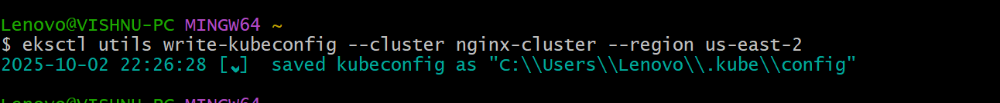 Lenovo@VISHNU-PC MINGW64 ~
$ eksctl utils write-kubeconfig --cluster nginx-cluster --region us-east-2
2025-10-02 22:26:28 [✔]  saved kubeconfig as "C:\\Users\\Lenovo\\.kube\\config"
Lenovo@VISHNU-PC MINGW64